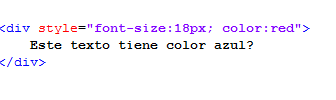 <div style="font-size:18px; color:red">
Este texto tiene color azul?
</div>